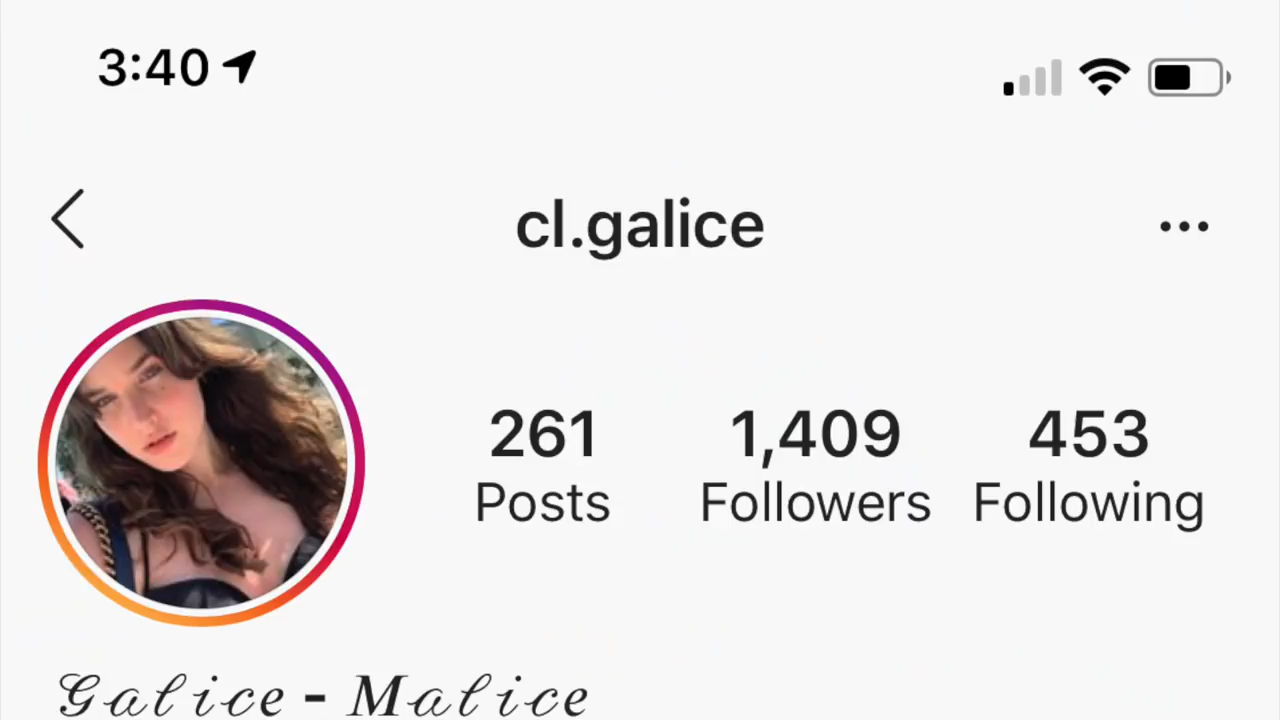 3:40
cl.galice
261 1,409 453
Posts Followers Following
𝒢𝒶𝓁𝒾𝒸𝑒 - 𝑀𝒶𝓁𝒾𝒸𝑒